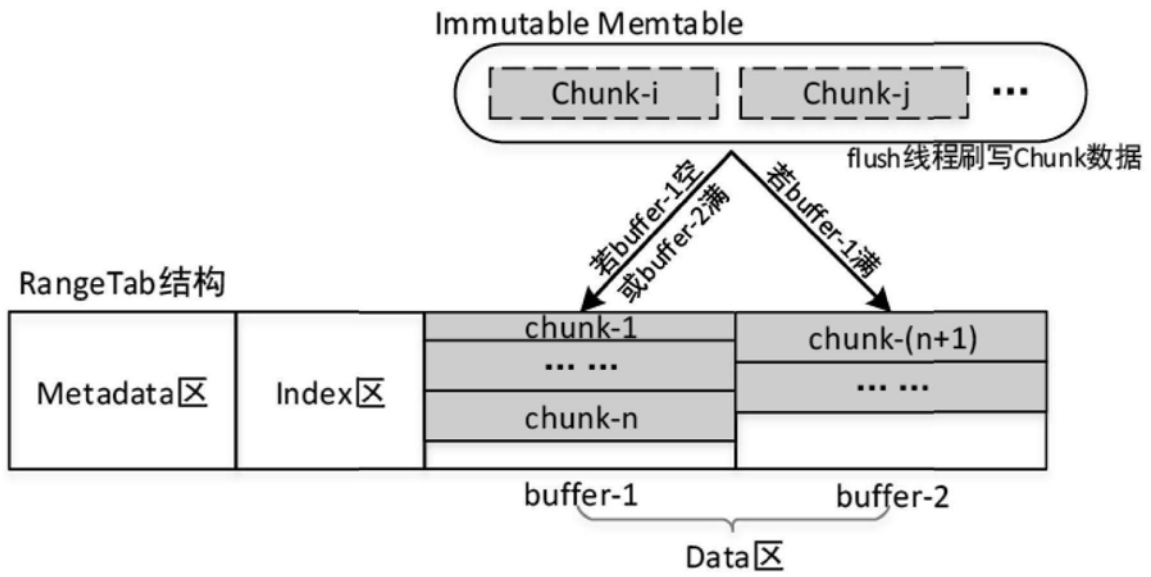 Immutable Memtable
Chunk-i
Chunk-j
...
flush线程刷写Chunk数据
若buffer-1空
或buffer-2满
若buffer-1满
RangeTab结构
Metadata区
Index区
chunk-1
... ...
chunk-n
chunk-(n+1)
... ...
buffer-1
buffer-2
Data区